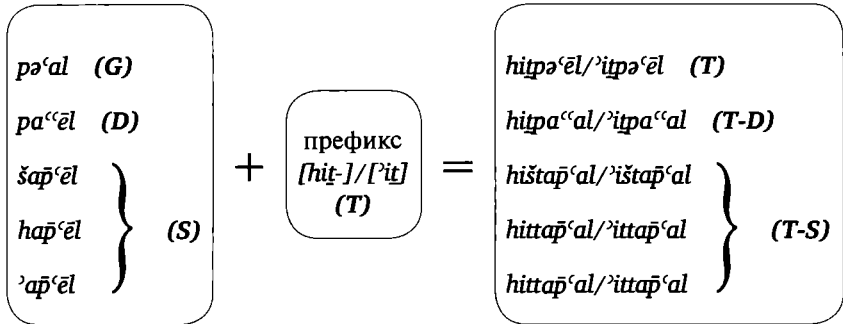 pəʿal (G)
paʿʿēl (D)
šap̄ʿēl
hap̄ʿēl (S)
ʾap̄ʿēl
+
префикс
[hiṯ-]/[ʾiṯ]
(T)
=
hiṯpəʿēl/ʾiṯpəʿēl (T)
hiṯpaʿʿal/ʾiṯpaʿʿal (T-D)
hištap̄ʿal/ʾištap̄ʿal
hittap̄ʿal/ʾittap̄ʿal (T-S)
hittap̄ʿal/ʾittap̄ʿal